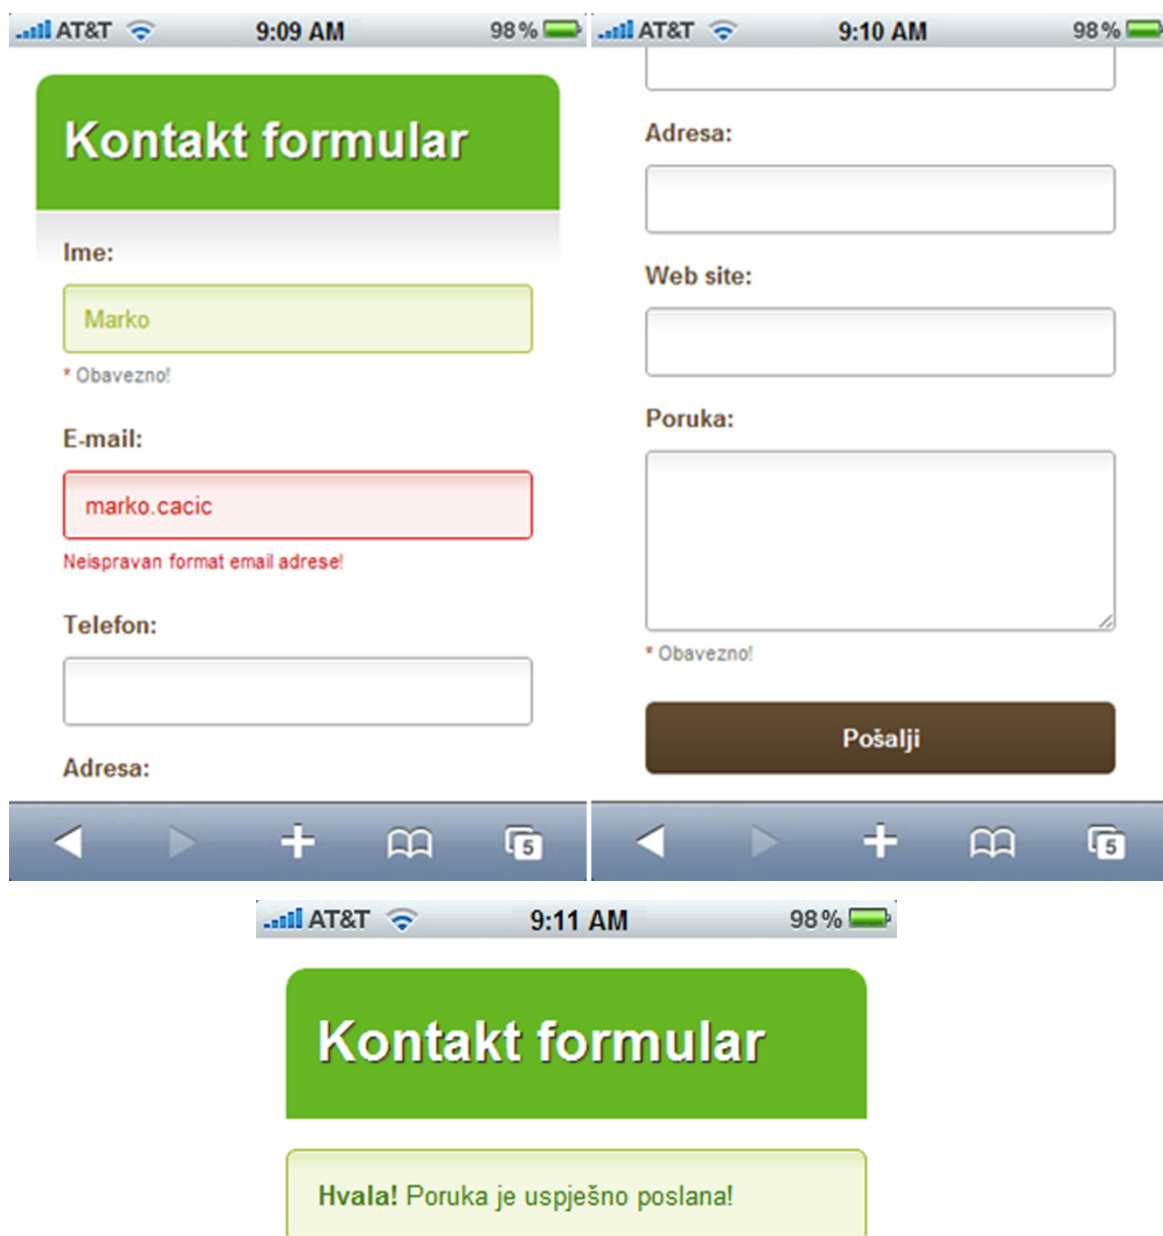 AT&T 9:09 AM 98%
Kontakt formular
Ime:
Marko
* Obavezno!
E-mail:
marko.cacic
Neispravan format email adrese!
Telefon:
Adresa:
5
AT&T 9:10 AM 98%
Adresa:
Web site:
Poruka:
* Obavezno!
Pošalji
5
AT&T 9:11 AM 98%
Kontakt formular
Hvala! Poruka je uspješno poslana!